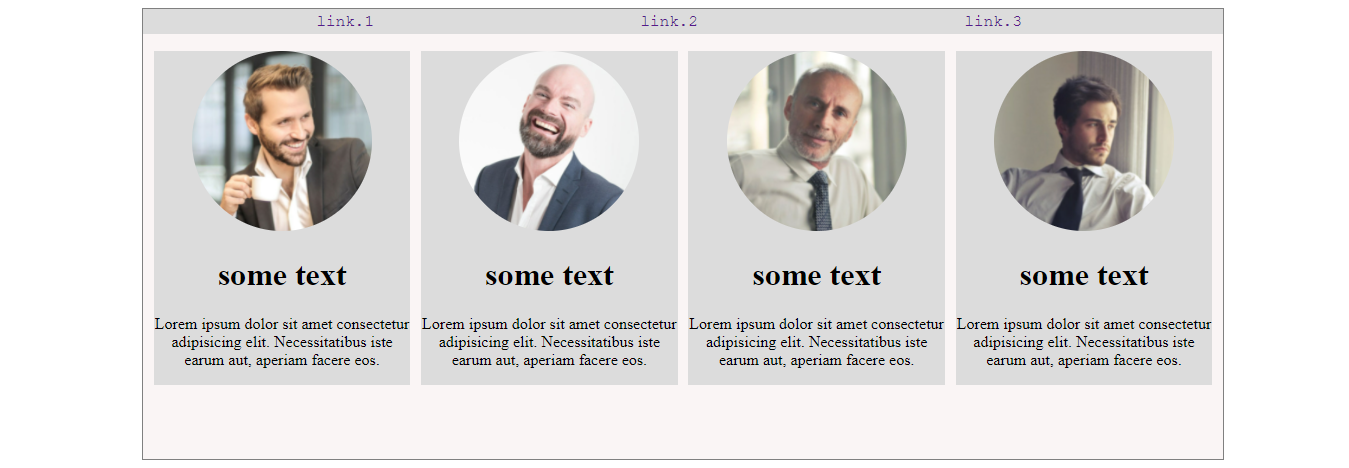 link.1 link.2 link.3
some text
Lorem ipsum dolor sit amet consectetur
adipisicing elit. Necessitatibus iste
earum aut, aperiam facere eos.
some text
Lorem ipsum dolor sit amet consectetur
adipisicing elit. Necessitatibus iste
earum aut, aperiam facere eos.
some text
Lorem ipsum dolor sit amet consectetur
adipisicing elit. Necessitatibus iste
earum aut, aperiam facere eos.
some text
Lorem ipsum dolor sit amet consectetur
adipisicing elit. Necessitatibus iste
earum aut, aperiam facere eos.